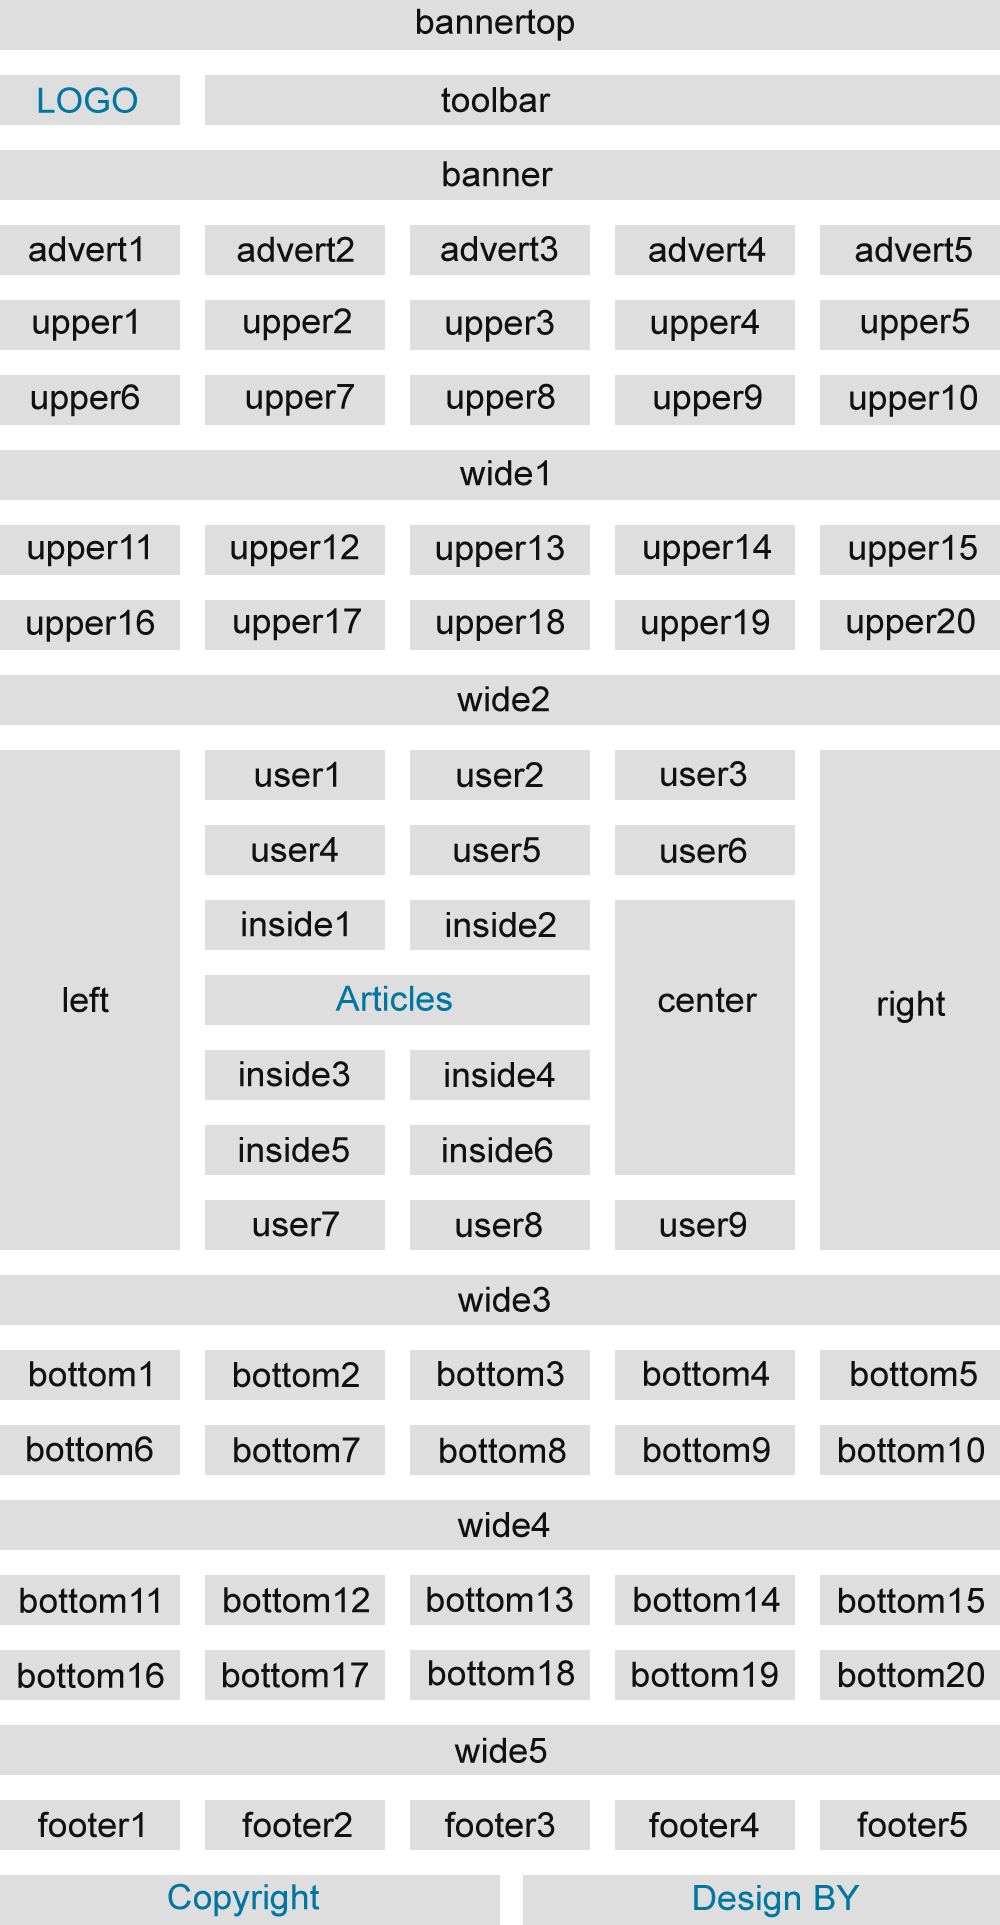 bannertop
LOGO toolbar
banner
advert1 advert2 advert3 advert4 advert5
upper1 upper2 upper3 upper4 upper5
upper6 upper7 upper8 upper9 upper10
wide1
upper11 upper12 upper13 upper14 upper15
upper16 upper17 upper18 upper19 upper20
wide2
user1 user2 user3
user4 user5 user6
inside1 inside2
left Articles center right
inside3 inside4
inside5 inside6
user7 user8 user9
wide3
bottom1 bottom2 bottom3 bottom4 bottom5
bottom6 bottom7 bottom8 bottom9 bottom10
wide4
bottom11 bottom12 bottom13 bottom14 bottom15
bottom16 bottom17 bottom18 bottom19 bottom20
wide5
footer1 footer2 footer3 footer4 footer5
Copyright Design BY